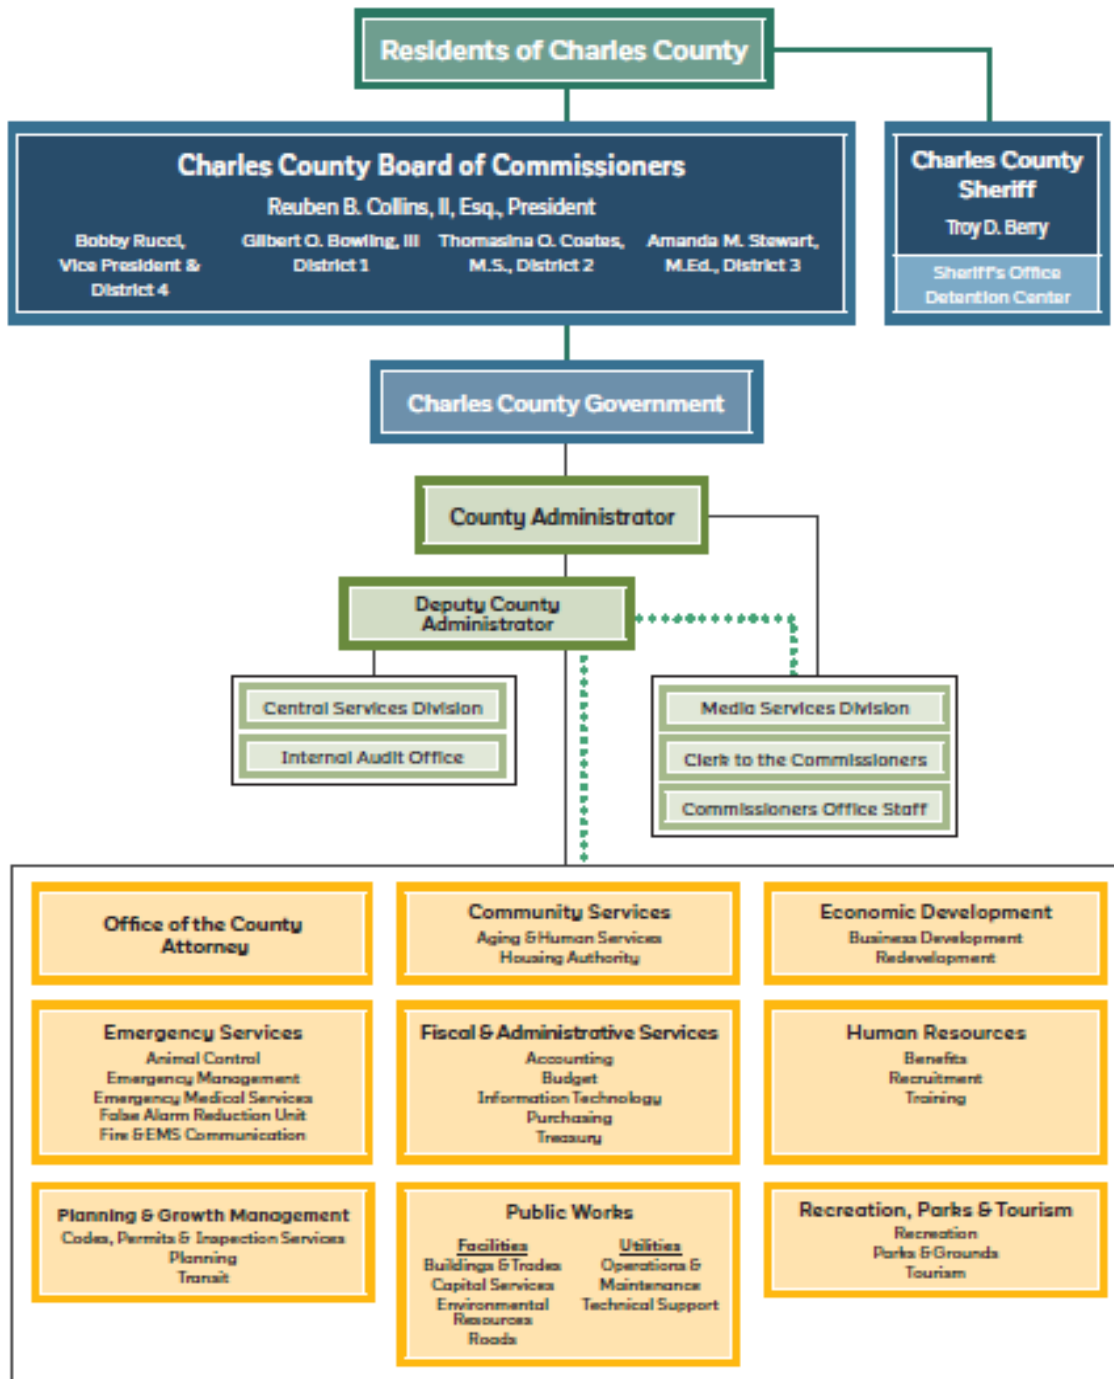 Residents of Charles County
Charles County Board of Commissioners
Reuben B. Collins, II, Esq., President
Bobby Rucci,
Vice President &
District 4
Gilbert O. Bowling, III
District 1
Thomasina O. Coates,
M.S., District 2
Amanda M. Stewart,
M.Ed., District 3
Charles County
Sheriff
Troy D. Berry
Sheriff's Office
Detention Center
Charles County Government
County Administrator
Deputy County
Administrator
Central Services Division
Internal Audit Office
Media Services Division
Clerk to the Commissioners
Commissioners Office Staff
Office of the County
Attorney
Community Services
Aging & Human Services
Housing Authority
Economic Development
Business Development
Redevelopment
Emergency Services
Animal Control
Emergency Management
Emergency Medical Services
False Alarm Reduction Unit
Fire & EMS Communication
Fiscal & Administrative Services
Accounting
Budget
Information Technology
Purchasing
Treasury
Human Resources
Benefits
Recruitment
Training
Planning & Growth Management
Codes, Permits & Inspection Services
Planning
Transit
Public Works
Facilities
Buildings & Trades
Capital Services
Environmental
Resources
Roads
Utilities
Operations &
Maintenance
Technical Support
Recreation, Parks & Tourism
Recreation
Parks & Grounds
Tourism